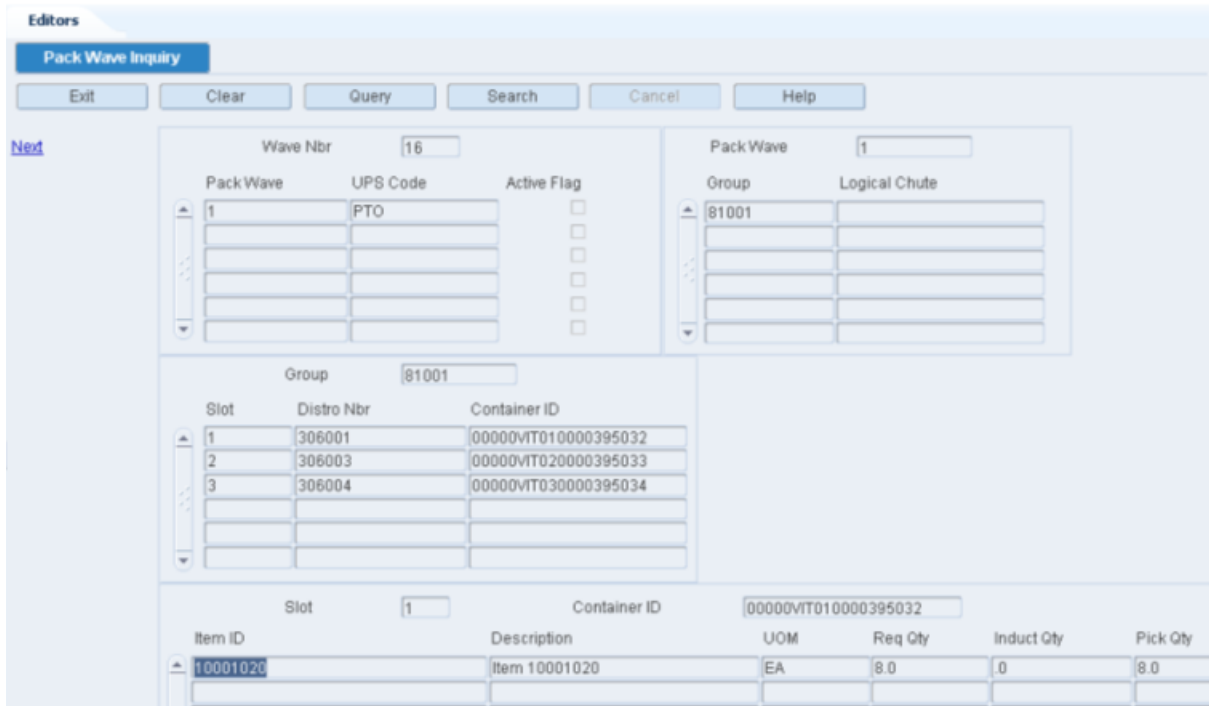 Editors
Pack Wave Inquiry
Exit Clear Query Search Cancel Help
Next
Wave Nbr 16 Pack Wave 1
Pack Wave UPS Code Active Flag Group Logical Chute
1 PTO 81001
Group 81001
Slot Distro Nbr Container ID
1 306001 00000VIT010000395032
2 306003 00000VIT020000395033
3 306004 00000VIT030000395034
Slot 1 Container ID 00000VIT010000395032
Item ID Description UOM Req Qty Induct Qty Pick Qty
10001020 Item 10001020 EA 8.0 .0 8.0